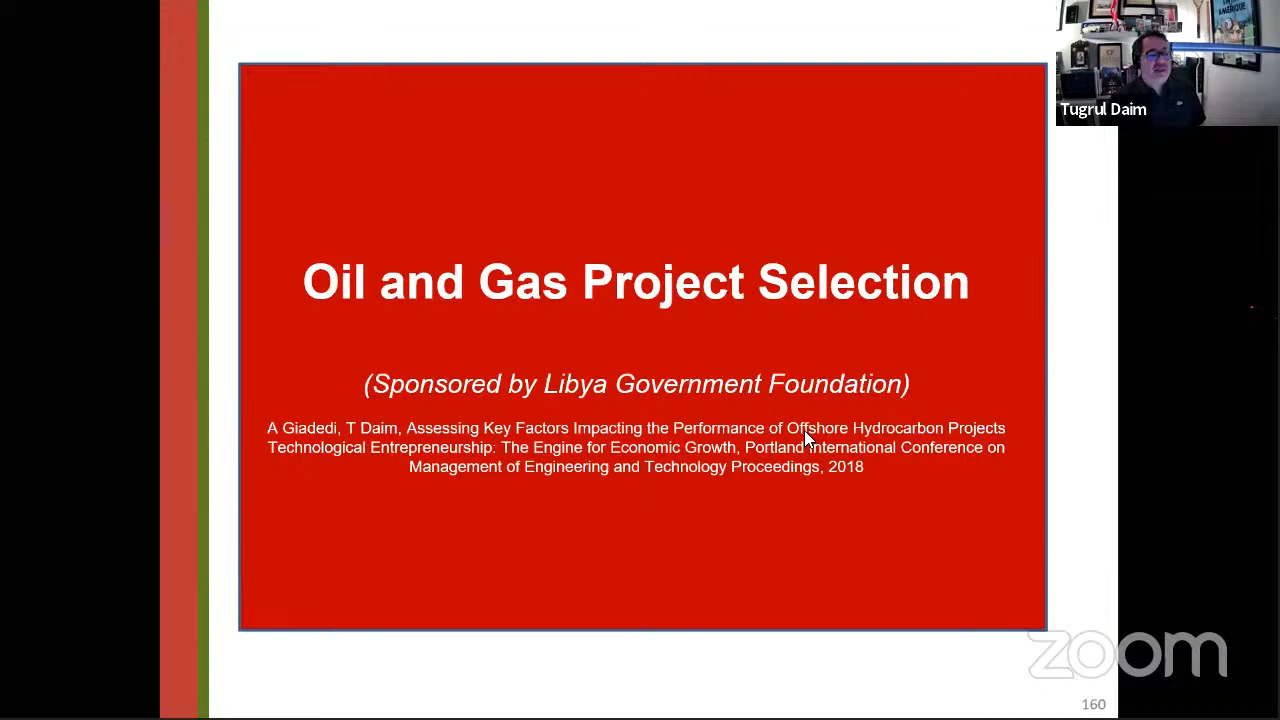 TINTIN
AMÉRIQUE
Tugrul Daim
Oil and Gas Project Selection
(Sponsored by Libya Government Foundation)
A Giadedi, T Daim, Assessing Key Factors Impacting the Performance of Offshore Hydrocarbon Projects
Technological Entrepreneurship: The Engine for Economic Growth, Portland International Conference on
Management of Engineering and Technology Proceedings, 2018
zoom
160